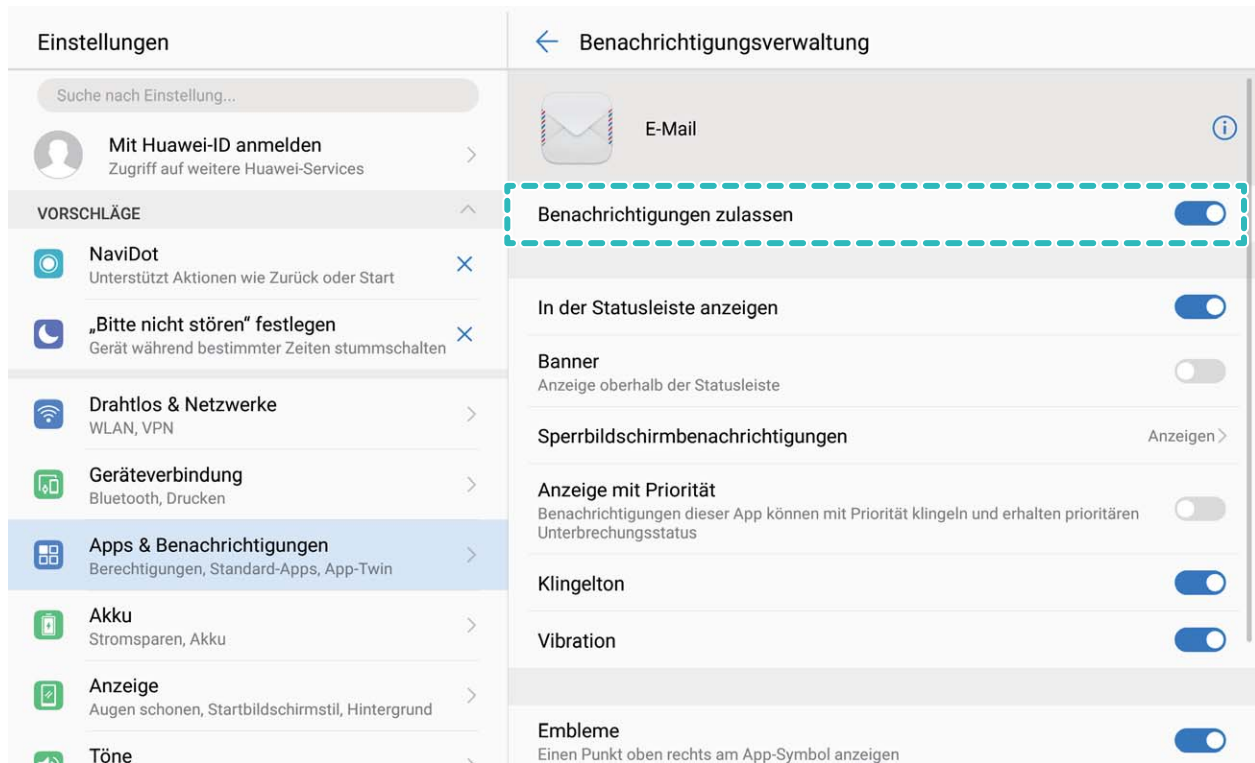 Einstellungen
Suche nach Einstellung...
Mit Huawei-ID anmelden
Zugriff auf weitere Huawei-Services
VORSCHLÄGE
NaviDot
Unterstützt Aktionen wie Zurück oder Start
„Bitte nicht stören“ festlegen
Gerät während bestimmter Zeiten stummschalten
Drahtlos & Netzwerke
WLAN, VPN
Geräteverbindung
Bluetooth, Drucken
Apps & Benachrichtigungen
Berechtigungen, Standard-Apps, App-Twin
Akku
Stromsparen, Akku
Anzeige
Augen schonen, Startbildschirmstil, Hintergrund
Töne
Benachrichtigungsverwaltung
E-Mail
Benachrichtigungen zulassen
In der Statusleiste anzeigen
Banner
Anzeige oberhalb der Statusleiste
Sperrbildschirmbenachrichtigungen
Anzeigen
Anzeige mit Priorität
Benachrichtigungen dieser App können mit Priorität klingeln und erhalten prioritären
Unterbrechungsstatus
Klingelton
Vibration
Embleme
Einen Punkt oben rechts am App-Symbol anzeigen